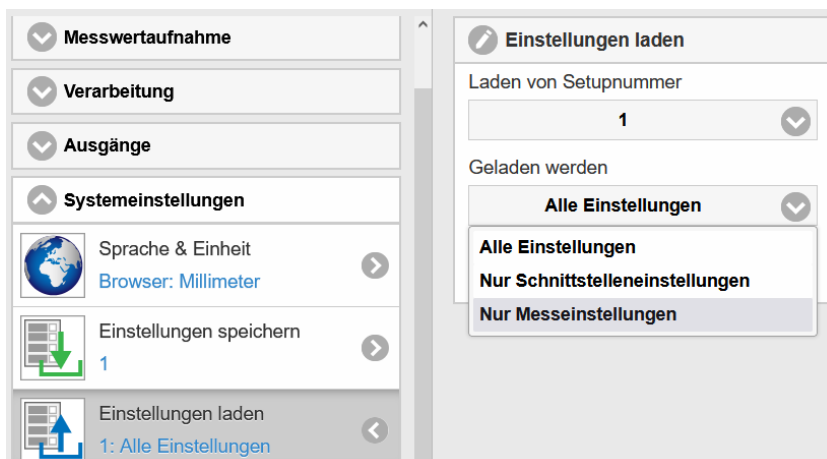 Messwertaufnahme
Verarbeitung
Ausgänge
Systemeinstellungen
Sprache & Einheit
Browser: Millimeter
Einstellungen speichern
1
Einstellungen laden
1: Alle Einstellungen
Einstellungen laden
Laden von Setupnummer
1
Geladen werden
Alle Einstellungen
Alle Einstellungen
Nur Schnittstelleneinstellungen
Nur Messeinstellungen